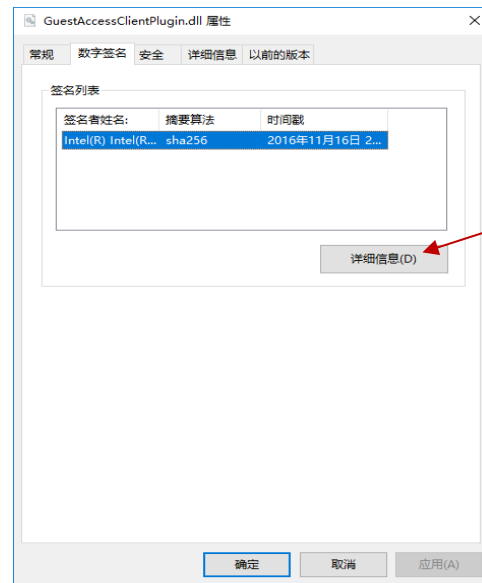 GuestAccessClientPlugin.dll 属性
常规 数字签名 安全 详细信息 以前的版本
签名列表
签名者姓名: 摘要算法 时间戳
Intel(R) Intel(R... sha256 2016年11月16日 2...
详细信息(D)
确定 取消 应用(A)